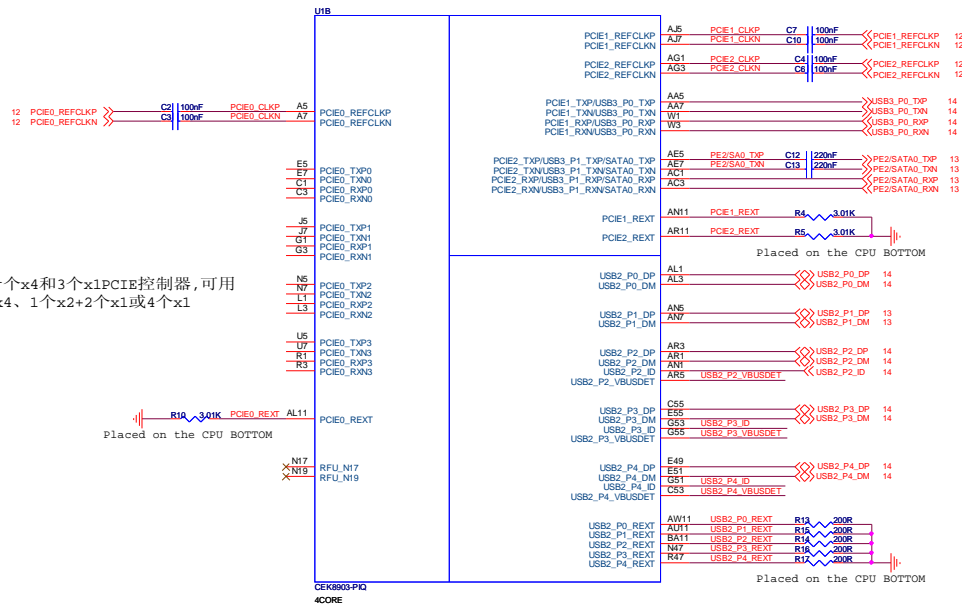 U1B
12 PCIE0_REFCLKP C2 100nF PCIE0_CLKP A5 PCIE0_REFCLKP
12 PCIE0_REFCLKN C3 100nF PCIE0_CLKN A7 PCIE0_REFCLKN
E5 PCIE0_TXP0
E7 PCIE0_TXN0
C1 PCIE0_RXP0
C3 PCIE0_RXN0
J5 PCIE0_TXP1
J7 PCIE0_TXN1
G1 PCIE0_RXP1
G3 PCIE0_RXN1
个x4和3个x1PCIE控制器,可用
x4、1个x2+2个x1或4个x1
N5 PCIE0_TXP2
N7 PCIE0_TXN2
L1 PCIE0_RXP2
L3 PCIE0_RXN2
U5 PCIE0_TXP3
U7 PCIE0_TXN3
R1 PCIE0_RXP3
R3 PCIE0_RXN3
R10 3.01K PCIE0_REXT AL11 PCIE0_REXT
Placed on the CPU BOTTOM
N17 RFU_N17
N19 RFU_N19
PCIE1_REFCLKP AJ5 PCIE1_CLKP C7 100nF PCIE1_REFCLKP 12
PCIE1_REFCLKN AJ7 PCIE1_CLKN C10 100nF PCIE1_REFCLKN 12
PCIE2_REFCLKP AG1 PCIE2_CLKP C4 100nF PCIE2_REFCLKP 12
PCIE2_REFCLKN AG3 PCIE2_CLKN C6 100nF PCIE2_REFCLKN 12
PCIE1_TXP/USB3_P0_TXP AA5 USB3_P0_TXP 14
PCIE1_TXN/USB3_P0_TXN AA7 USB3_P0_TXN 14
PCIE1_RXP/USB3_P0_RXP W1 USB3_P0_RXP 14
PCIE1_RXN/USB3_P0_RXN W3 USB3_P0_RXN 14
PCIE2_TXP/USB3_P1_TXP/SATA0_TXP AE5 PE2/SA0_TXP C12 220nF PE2/SATA0_TXP 13
PCIE2_TXN/USB3_P1_TXN/SATA0_TXN AE7 PE2/SA0_TXN C13 220nF PE2/SATA0_TXN 13
PCIE2_RXP/USB3_P1_RXP/SATA0_RXP AC1 PE2/SATA0_RXP 13
PCIE2_RXN/USB3_P1_RXN/SATA0_RXN AC3 PE2/SATA0_RXN 13
PCIE1_REXT AN11 PCIE1_REXT R4 3.01K
PCIE2_REXT AR11 PCIE2_REXT R5 3.01K
Placed on the CPU BOTTOM
USB2_P0_DP AL1 USB2_P0_DP 14
USB2_P0_DM AL3 USB2_P0_DM 14
USB2_P1_DP AN5 USB2_P1_DP 13
USB2_P1_DM AN7 USB2_P1_DM 13
USB2_P2_DP AR3 USB2_P2_DP 14
USB2_P2_DM AR1 USB2_P2_DM 14
USB2_P2_ID AN1 USB2_P2_ID 14
USB2_P2_VBUSDET AR5 USB2_P2_VBUSDET
USB2_P3_DP C55 USB2_P3_DP 14
USB2_P3_DM E55 USB2_P3_DM 14
USB2_P3_ID G53 USB2_P3_ID
USB2_P3_VBUSDET G55 USB2_P3_VBUSDET
USB2_P4_DP E49 USB2_P4_DP 14
USB2_P4_DM E51 USB2_P4_DM 14
USB2_P4_ID G51 USB2_P4_ID
USB2_P4_VBUSDET C53 USB2_P4_VBUSDET
USB2_P0_REXT AW11 USB2_P0_REXT R13 200R
USB2_P1_REXT AU11 USB2_P1_REXT R15 200R
USB2_P2_REXT BA11 USB2_P2_REXT R14 200R
USB2_P3_REXT N47 USB2_P3_REXT R16 200R
USB2_P4_REXT R47 USB2_P4_REXT R17 200R
Placed on the CPU BOTTOM
CEK8903-PIQ
4CORE